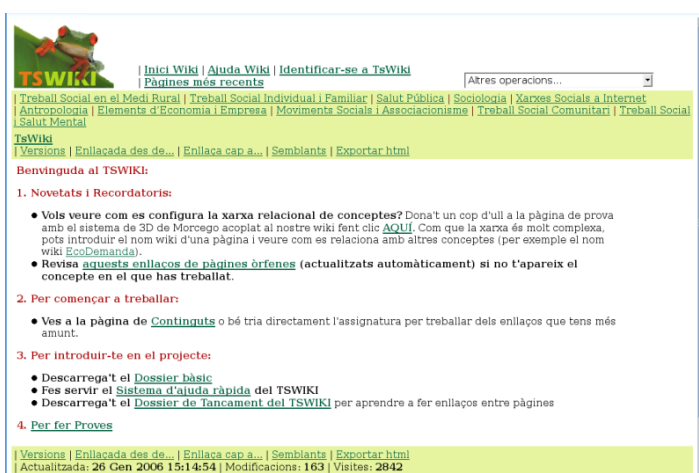 TSWIKI
| Inici Wiki | Ajuda Wiki | Identificar-se a TsWiki
| Pàgines més recents
Altres operacions...
| Treball Social en el Medi Rural | Treball Social Individual i Familiar | Salut Pública | Sociologia | Xarxes Socials a Internet
| Antropologia | Elements d'Economia i Empresa | Moviments Socials i Associacionisme | Treball Social Comunitari | Treball Social
i Salut Mental
TsWiki
| Versions | Enllaçada des de... | Enllaça cap a... | Semblants | Exportar html
Benvinguda al TSWIKI:
1. Novetats i Recordatoris:
● Vols veure com es configura la xarxa relacional de conceptes? Dona't un cop d'ull a la pàgina de prova
amb el sistema de 3D de Morcego acoplat al nostre wiki fent clic AQUÍ. Com que la xarxa és molt complexa,
pots introduir el nom wiki d'una pàgina i veure com es relaciona amb altres conceptes (per exemple el nom
wiki EcoDemanda).
● Revisa aquests enllaços de pàgines òrfenes (actualitzats automàticament) si no t'apareix el
concepte en el que has treballat.
2. Per començar a treballar:
● Ves a la pàgina de Continguts o bé tria directament l'assignatura per treballar dels enllaços que tens més
amunt.
3. Per introduir-te en el projecte:
● Descarrega't el Dossier bàsic
● Fes servir el Sistema d'ajuda ràpida del TSWIKI
● Descarrega't el Dossier de Tancament del TSWIKI per aprendre a fer enllaços entre pàgines
4. Per fer Proves
| Versions | Enllaçada des de... | Enllaça cap a... | Semblants | Exportar html
| Actualitzada: 26 Gen 2006 15:14:54 | Modificacions: 163 | Visites: 2842